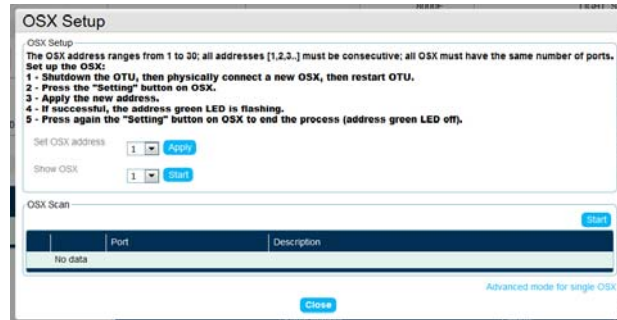 OSX Setup
OSX Setup
The OSX address ranges from 1 to 30; all addresses [1,2,3..] must be consecutive; all OSX must have the same number of ports.
Set up the OSX:
1 - Shutdown the OTU, then physically connect a new OSX, then restart OTU.
2 - Press the "Setting" button on OSX.
3 - Apply the new address.
4 - If successful, the address green LED is flashing.
5 - Press again the "Setting" button on OSX to end the process (address green LED off).
Set OSX address 1 Apply
Show OSX 1 Start
OSX Scan
Start
Port Description
No data
Advanced mode for single OSX
Close